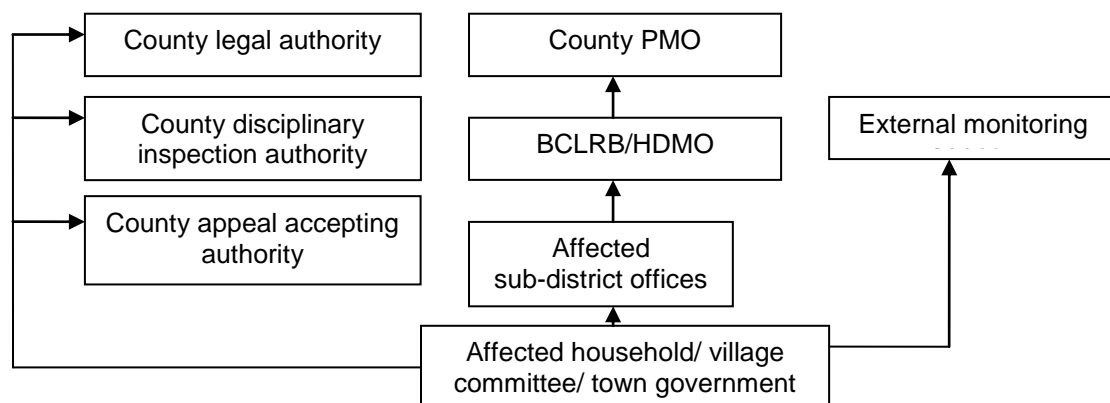 County legal authority
County PMO
County disciplinary
inspection authority
BCLRB/HDMO
External monitoring
County appeal accepting
authority
Affected
sub-district offices
Affected household/ village
committee/ town government